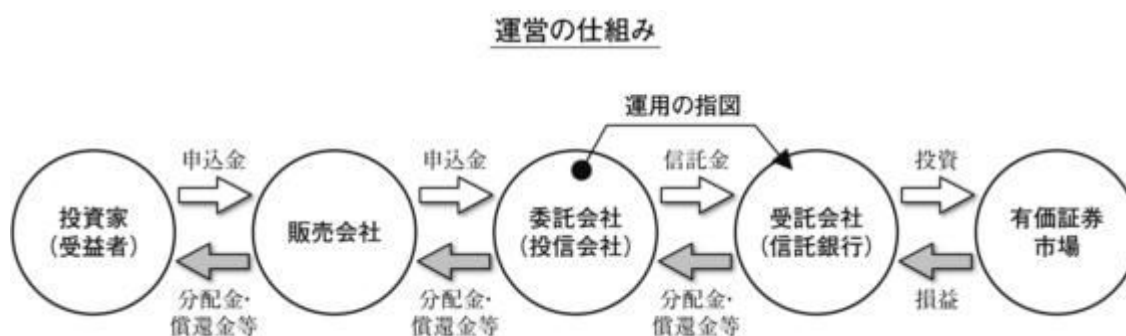 運営の仕組み
運用の指図
申込金
申込金
信託金
投資
投資家
（受益者）
販売会社
委託会社
（投信会社）
受託会社
（信託銀行）
有価証券
市場
分配金・
償還金等
分配金・
償還金等
分配金・
償還金等
損益